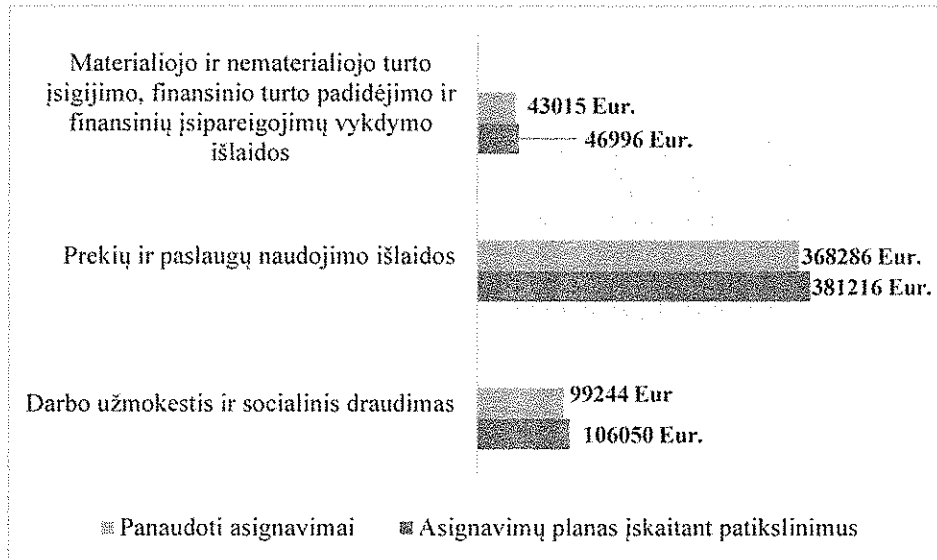 Materialiojo ir nematerialiojo turto
įsigijimo, finansinio turto padidėjimo ir
finansinių įsipareigojimų vykdymo
išlaidos
43015 Eur.
46996 Eur.
Prekių ir paslaugų naudojimo išlaidos
368286 Eur.
381216 Eur.
Darbo užmokestis ir socialinis draudimas
99244 Eur
106050 Eur.
Panaudoti asignavimai
Asignavimų planas įskaitant patikslinimus